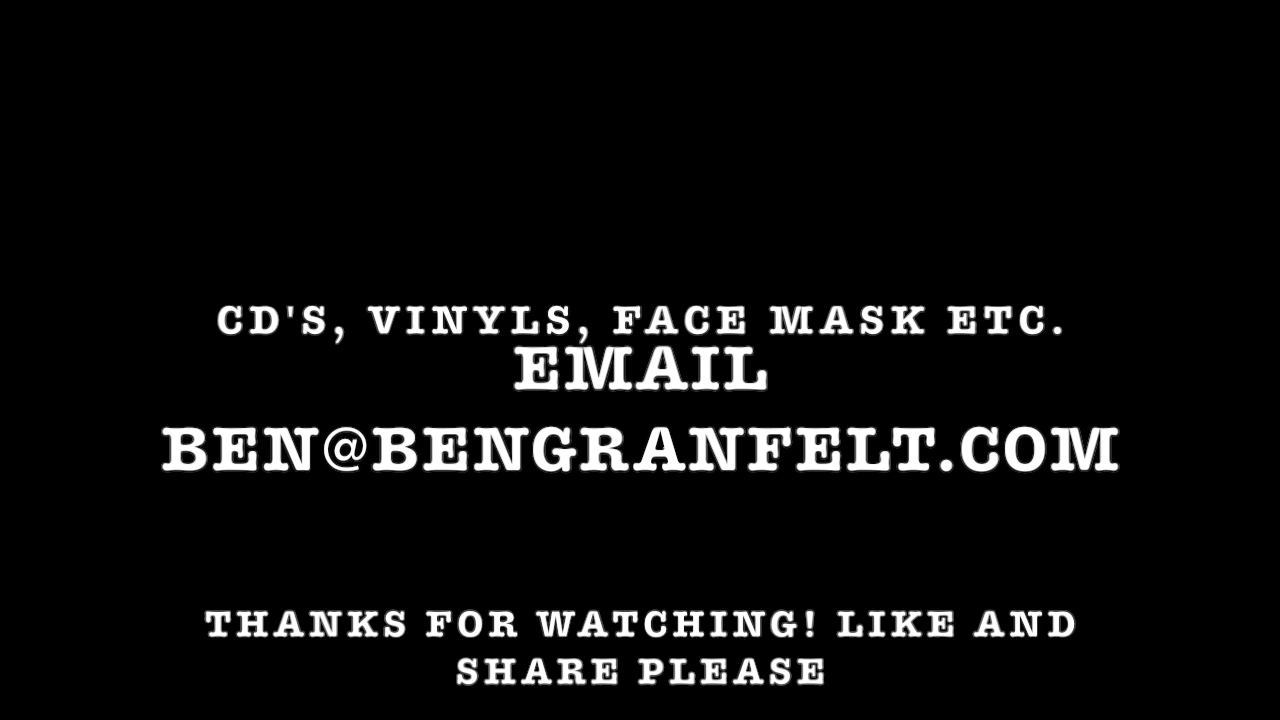 CD'S, VINYLS, FACE MASK ETC.
EMAIL
BEN@BENGRANFELT.COM
THANKS FOR WATCHING! LIKE AND
SHARE PLEASE